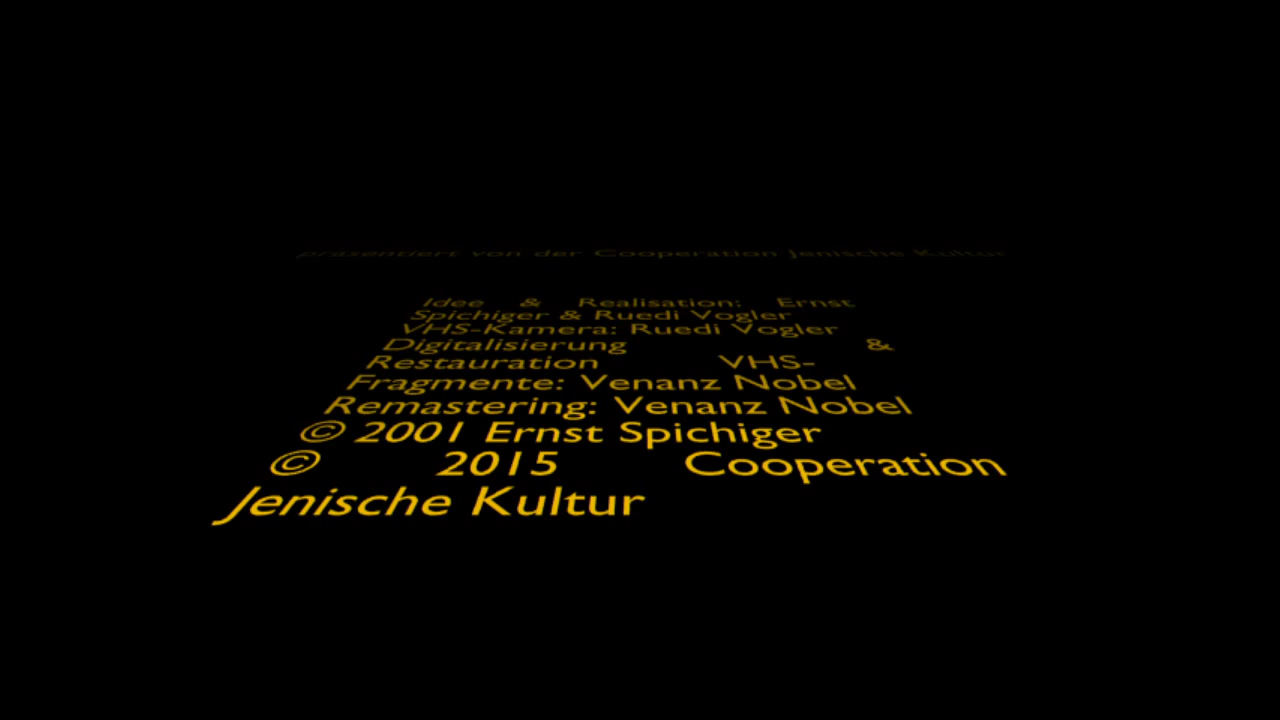 präsentiert von der Cooperation Jenische Kultur
Idee & Realisation: Ernst
Spichiger & Ruedi Vogler
VHS-Kamera: Ruedi Vogler
Digitalisierung &
Restauration VHS-
Fragmente: Venanz Nobel
Remastering: Venanz Nobel
© 2001 Ernst Spichiger
© 2015 Cooperation
Jenische Kultur